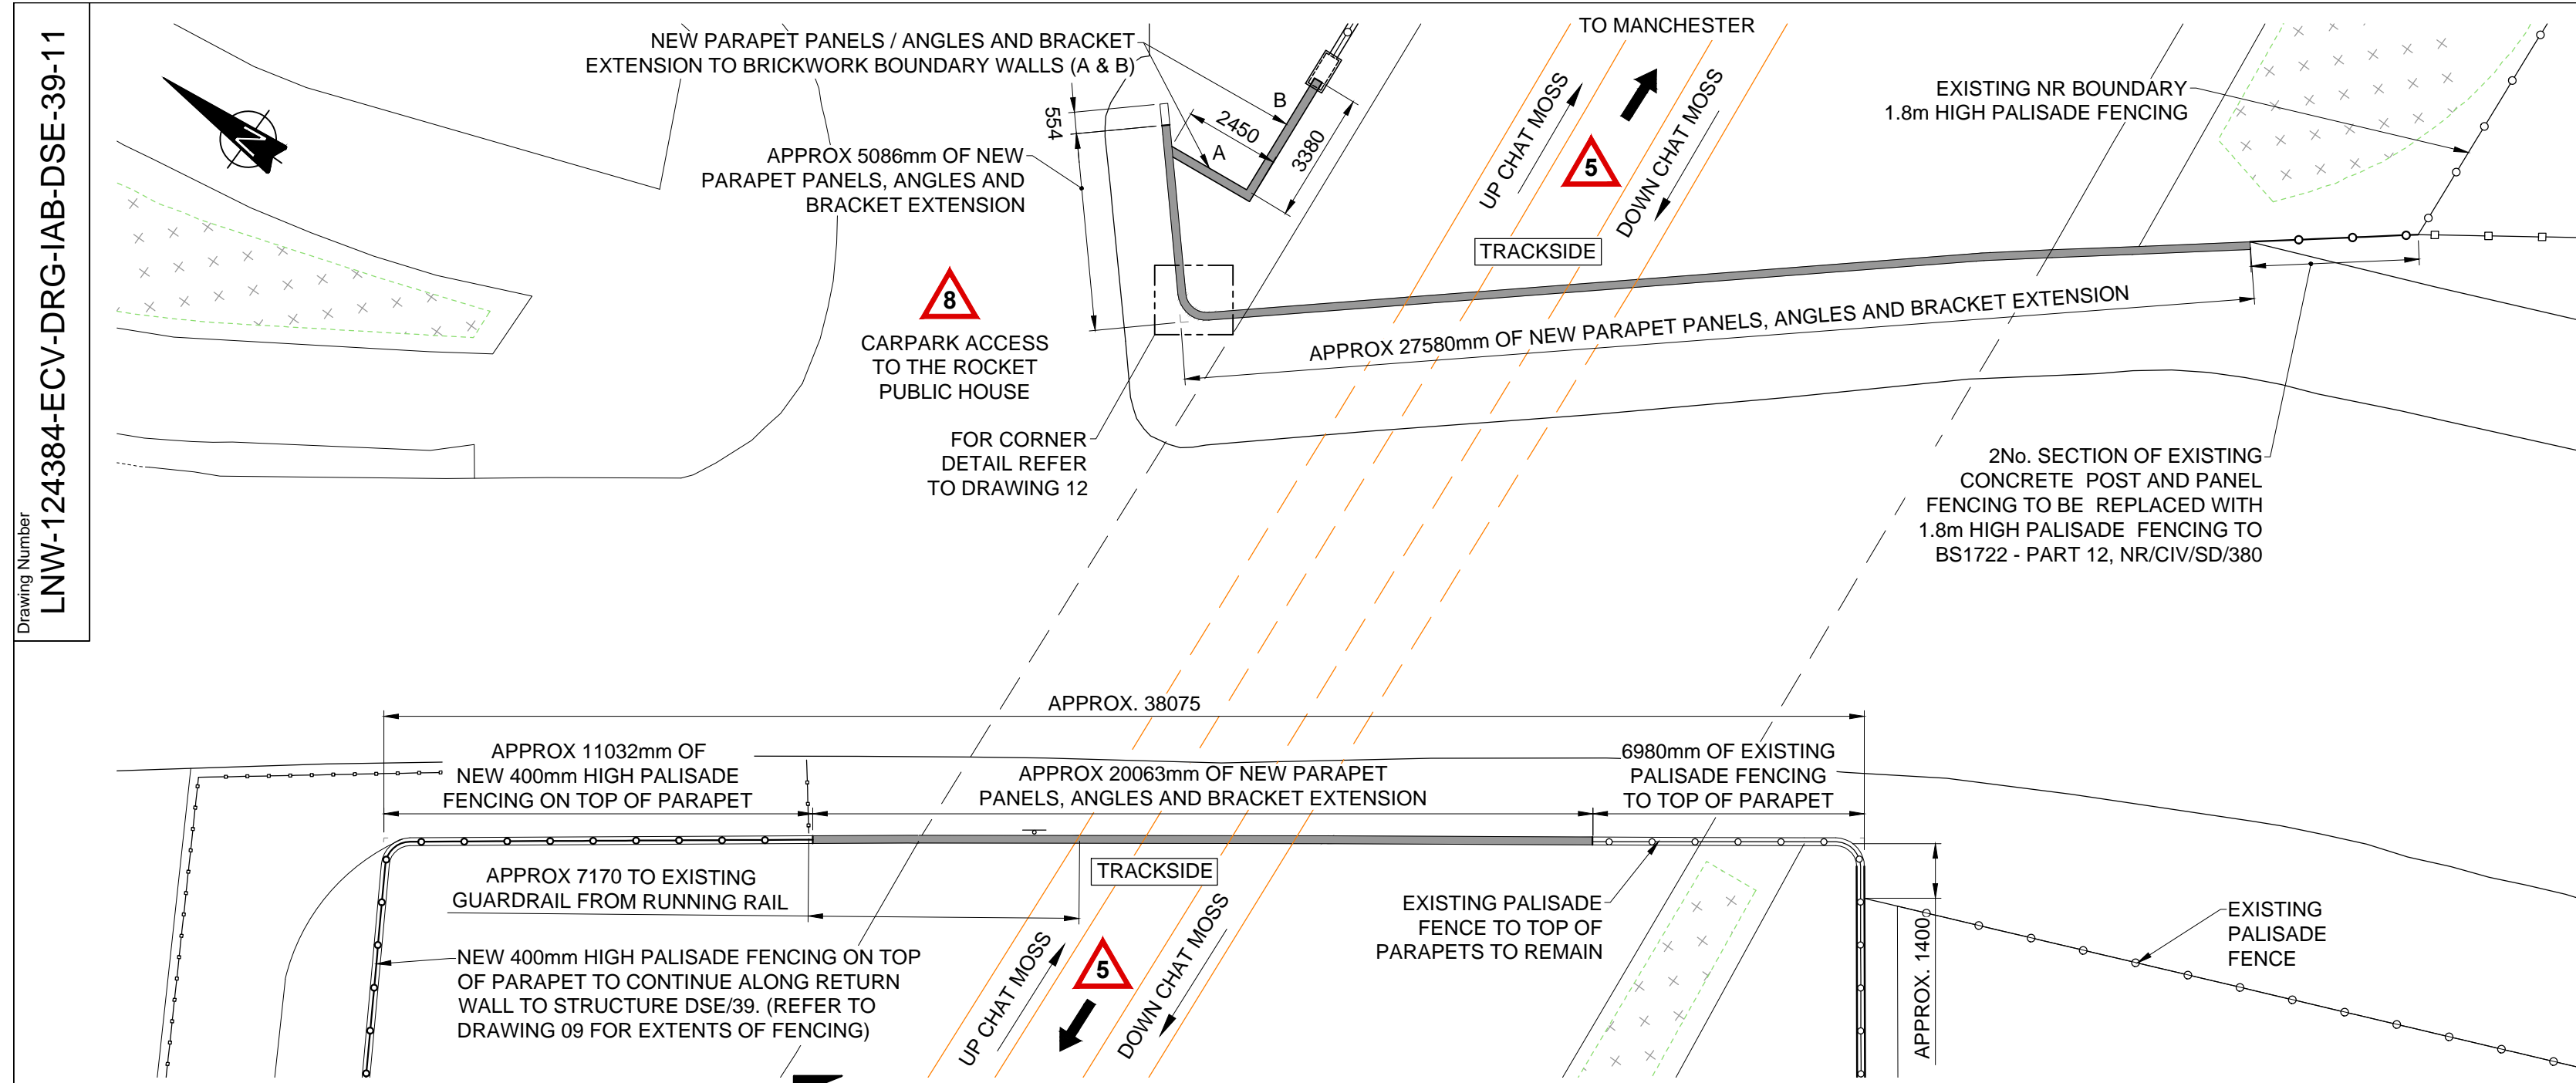 Drawing Number
LNW-124384-ECV-DRG-IAB-DSE-39-11
NEW PARAPET PANELS / ANGLES AND BRACKET
EXTENSION TO BRICKWORK BOUNDARY WALLS (A & B)
TO MANCHESTER
EXISTING NR BOUNDARY
1.8m HIGH PALISADE FENCING
554
2450
B
A
3380
UP CHAT MOSS
5
DOWN CHAT MOSS
TRACKSIDE
N
APPROX 5086mm OF NEW
PARAPET PANELS, ANGLES AND
BRACKET EXTENSION
8
CARPARK ACCESS
TO THE ROCKET
PUBLIC HOUSE
APPROX 27580mm OF NEW PARAPET PANELS, ANGLES AND BRACKET EXTENSION
FOR CORNER
DETAIL REFER
TO DRAWING 12
2No. SECTION OF EXISTING
CONCRETE POST AND PANEL
FENCING TO BE REPLACED WITH
1.8m HIGH PALISADE FENCING TO
BS1722 - PART 12, NR/CIV/SD/380
APPROX. 38075
APPROX 11032mm OF
NEW 400mm HIGH PALISADE
FENCING ON TOP OF PARAPET
APPROX 20063mm OF NEW PARAPET
PANELS, ANGLES AND BRACKET EXTENSION
6980mm OF EXISTING
PALISADE FENCING
TO TOP OF PARAPET
APPROX 7170 TO EXISTING
GUARDRAIL FROM RUNNING RAIL
TRACKSIDE
NEW 400mm HIGH PALISADE FENCING ON TOP
OF PARAPET TO CONTINUE ALONG RETURN
WALL TO STRUCTURE DSE/39. (REFER TO
DRAWING 09 FOR EXTENTS OF FENCING)
UP CHAT MOSS
5
DOWN CHAT MOSS
EXISTING PALISADE
FENCE TO TOP OF
PARAPETS TO REMAIN
APPROX. 1400
EXISTING
PALISADE
FENCE